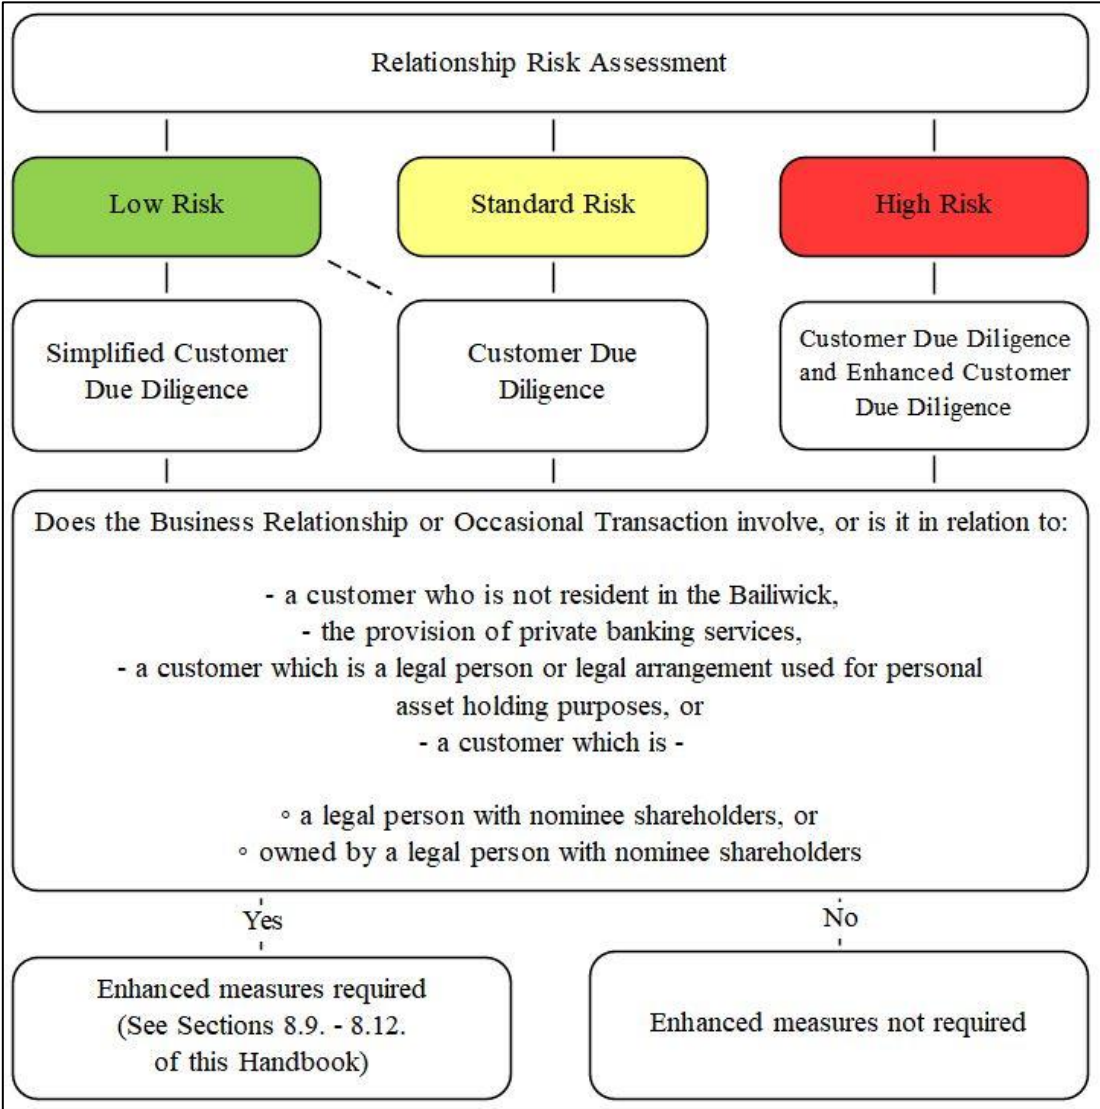 Relationship Risk Assessment
Low Risk
Standard Risk
High Risk
Simplified Customer
Due Diligence
Customer Due
Diligence
Customer Due Diligence
and Enhanced Customer
Due Diligence
Does the Business Relationship or Occasional Transaction involve, or is it in relation to:
- a customer who is not resident in the Bailiwick,
- the provision of private banking services,
- a customer which is a legal person or legal arrangement used for personal
asset holding purposes, or
- a customer which is -
∘ a legal person with nominee shareholders, or
∘ owned by a legal person with nominee shareholders
Yes
No
Enhanced measures required
(See Sections 8.9. - 8.12.
of this Handbook)
Enhanced measures not required